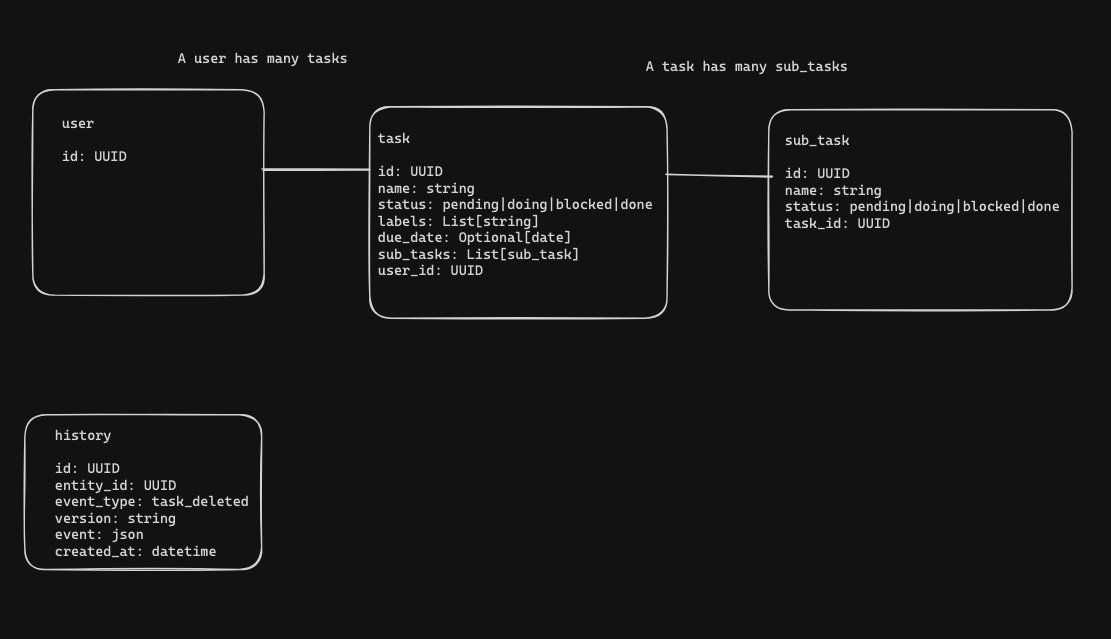 A user has many tasks
A task has many sub_tasks
user
id: UUID
task
id: UUID
name: string
status: pending|doing|blocked|done
labels: List[string]
due_date: Optional[date]
sub_tasks: List[sub_task]
user_id: UUID
sub_task
id: UUID
name: string
status: pending|doing|blocked|done
task_id: UUID
history
id: UUID
entity_id: UUID
event_type: task_deleted
version: string
event: json
created_at: datetime